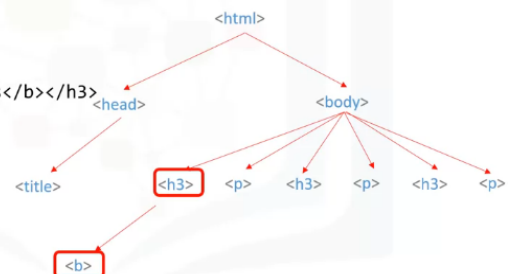 <html>
</b></h3>
<head>
<body>
<title>
<h3>
<p>
<h3>
<p>
<h3>
<p>
<b>